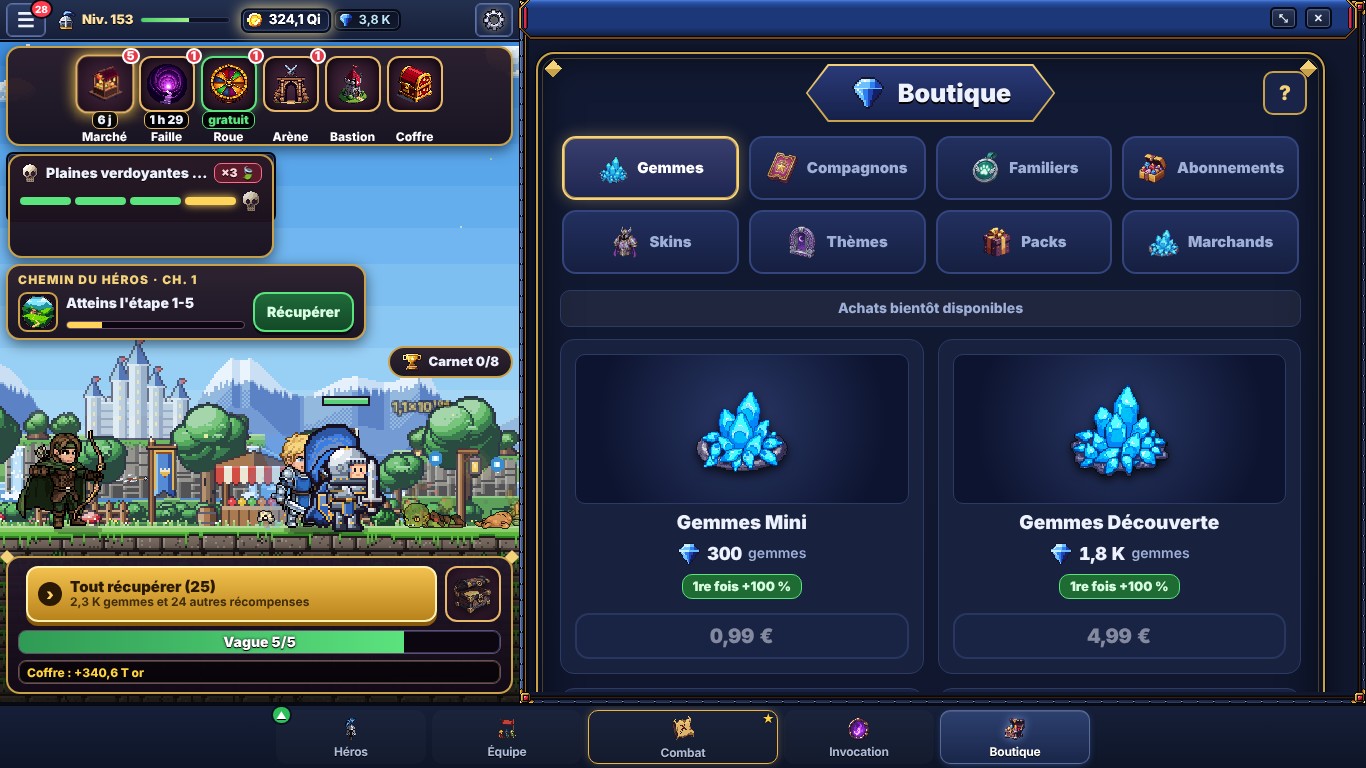 28
Niv. 153
324,1 Qi
3,8 K
5
1
1
1
6 j
1 h 29
gratuit
Marché
Faille
Roue
Arène
Bastion
Coffre
Plaines verdoyantes ...
×3
CHEMIN DU HÉROS · CH. 1
Atteins l'étape 1-5
Récupérer
Carnet 0/8
Tout récupérer (25)
2,3 K gemmes et 24 autres récompenses
Vague 5/5
Coffre : +340,6 T or
Boutique
?
Gemmes
Compagnons
Familiers
Abonnements
Skins
Thèmes
Packs
Marchands
Achats bientôt disponibles
Gemmes Mini
300 gemmes
1re fois +100 %
0,99 €
Gemmes Découverte
1,8 K gemmes
1re fois +100 %
4,99 €
Héros
Équipe
Combat
Invocation
Boutique